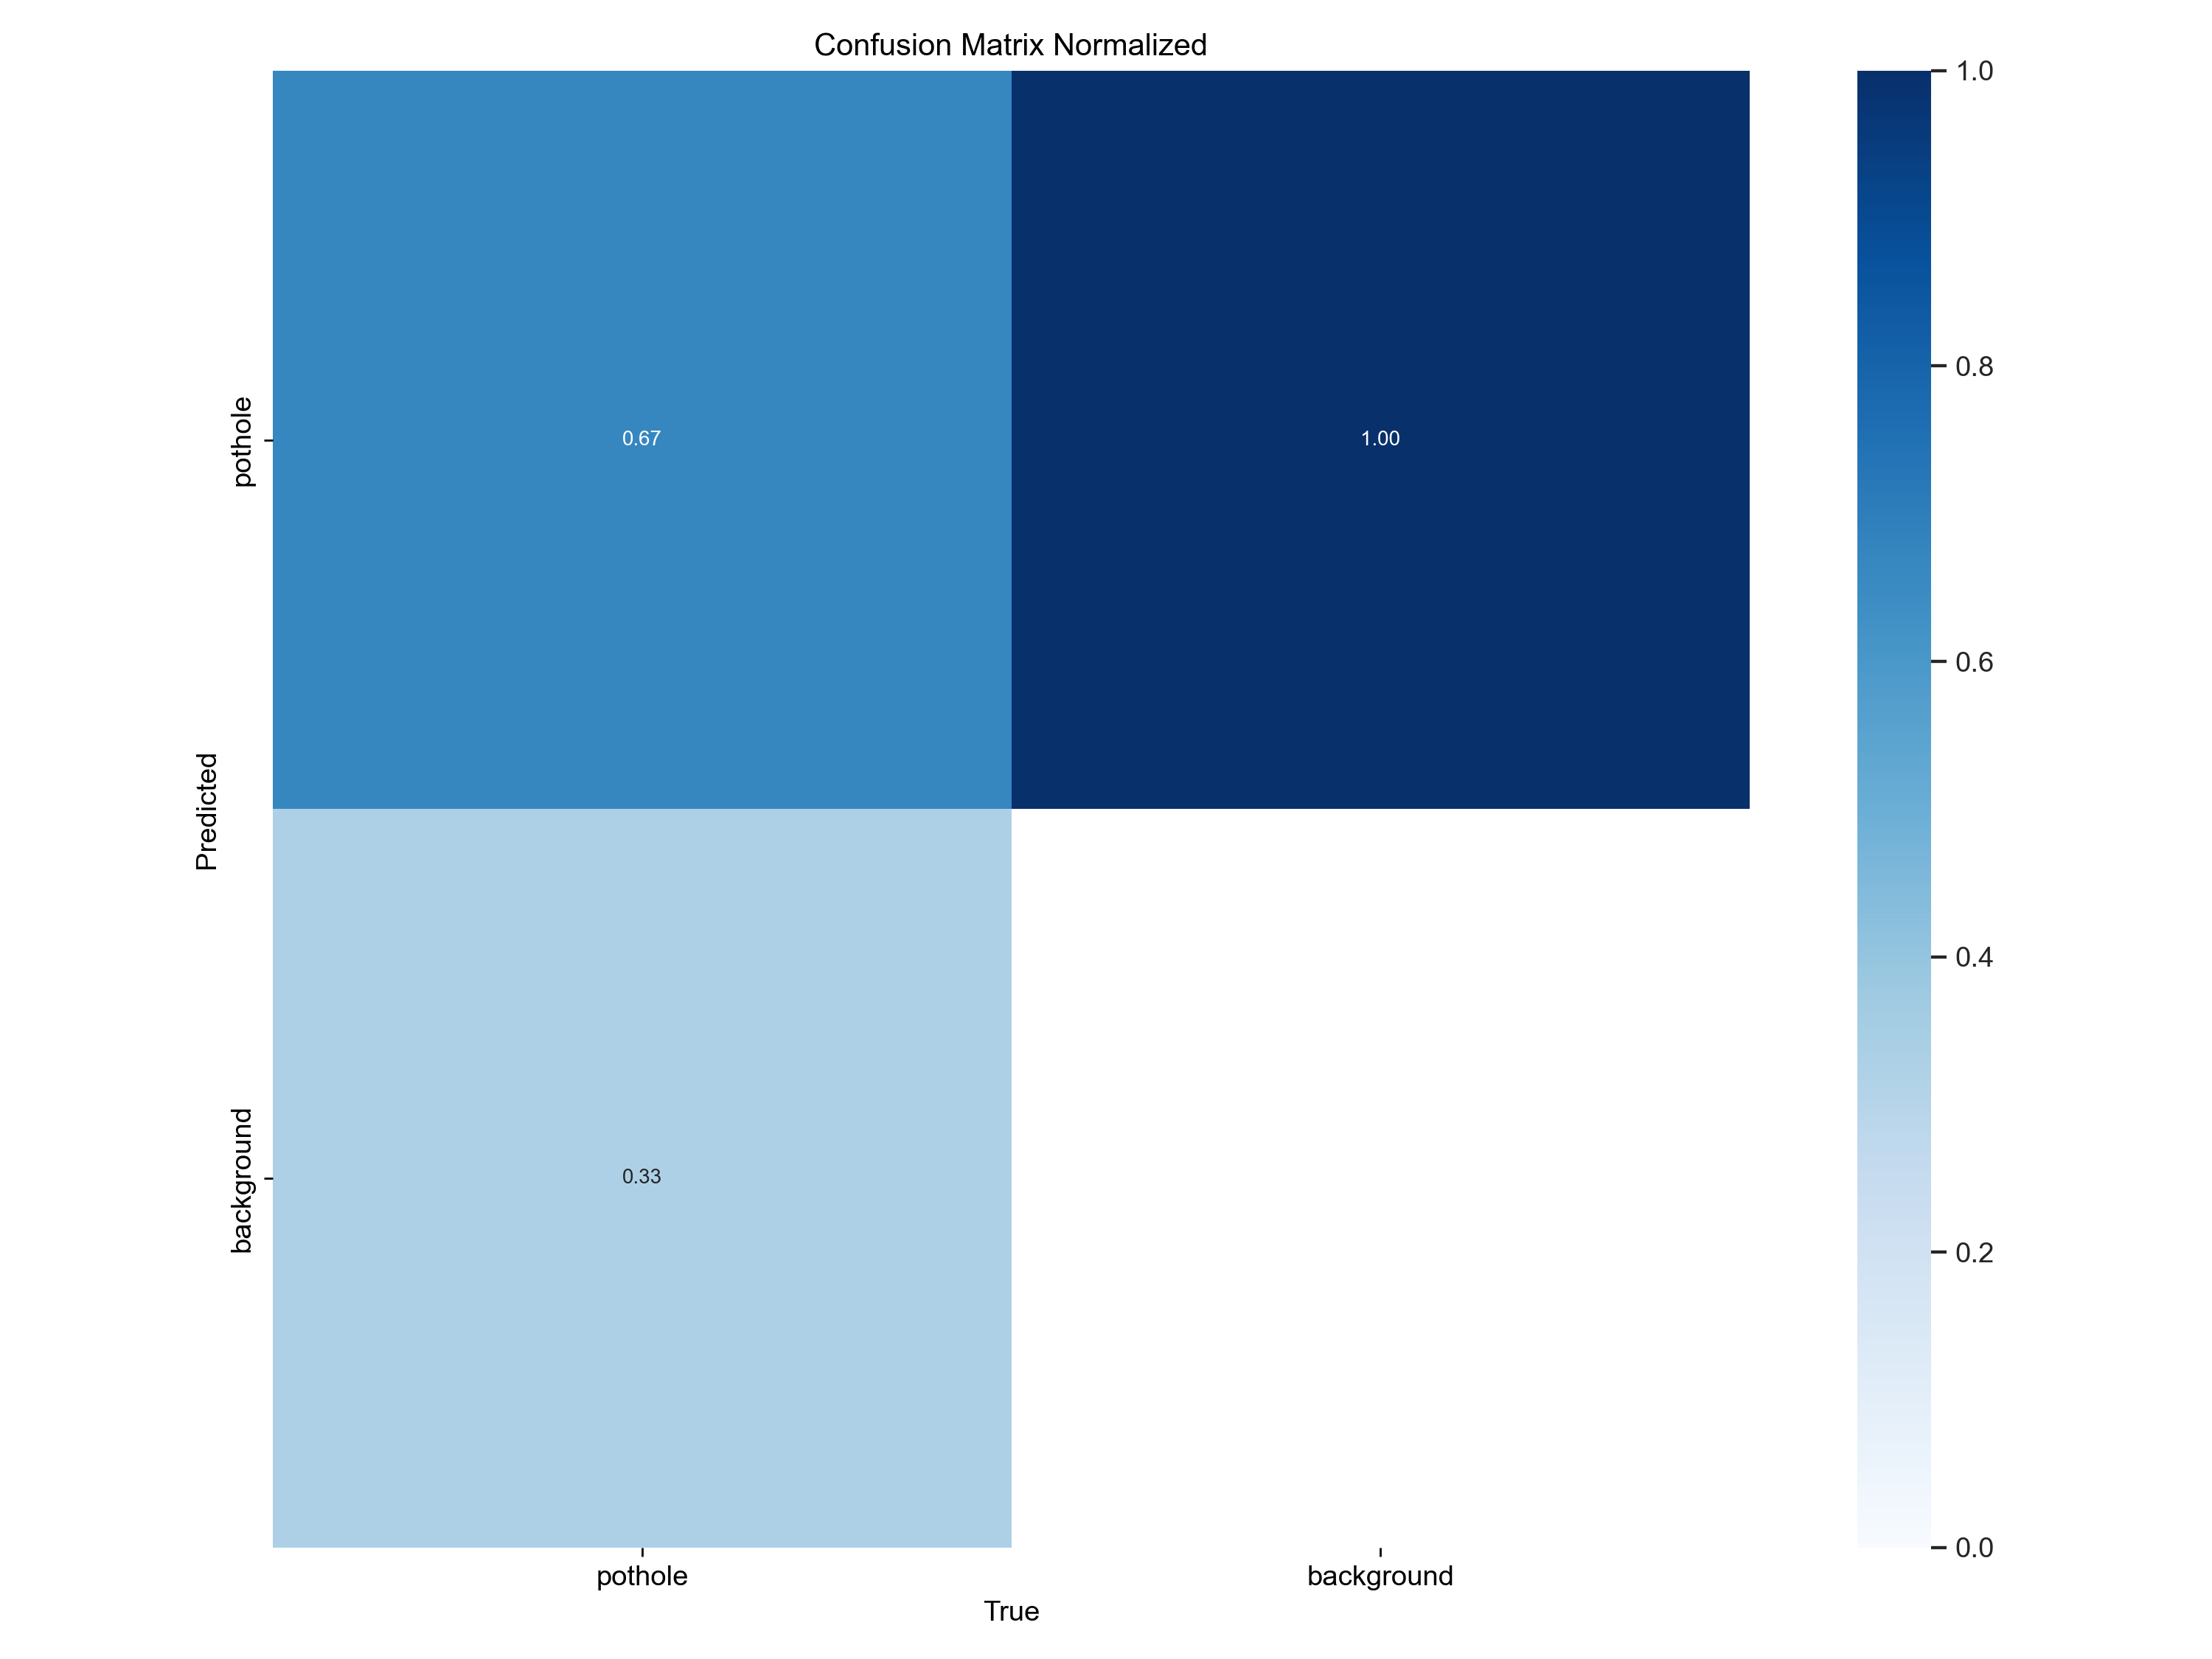 Confusion Matrix Normalized
pothole
background
Predicted
0.67
1.00
0.33
pothole
background
True
1.0
0.8
0.6
0.4
0.2
0.0